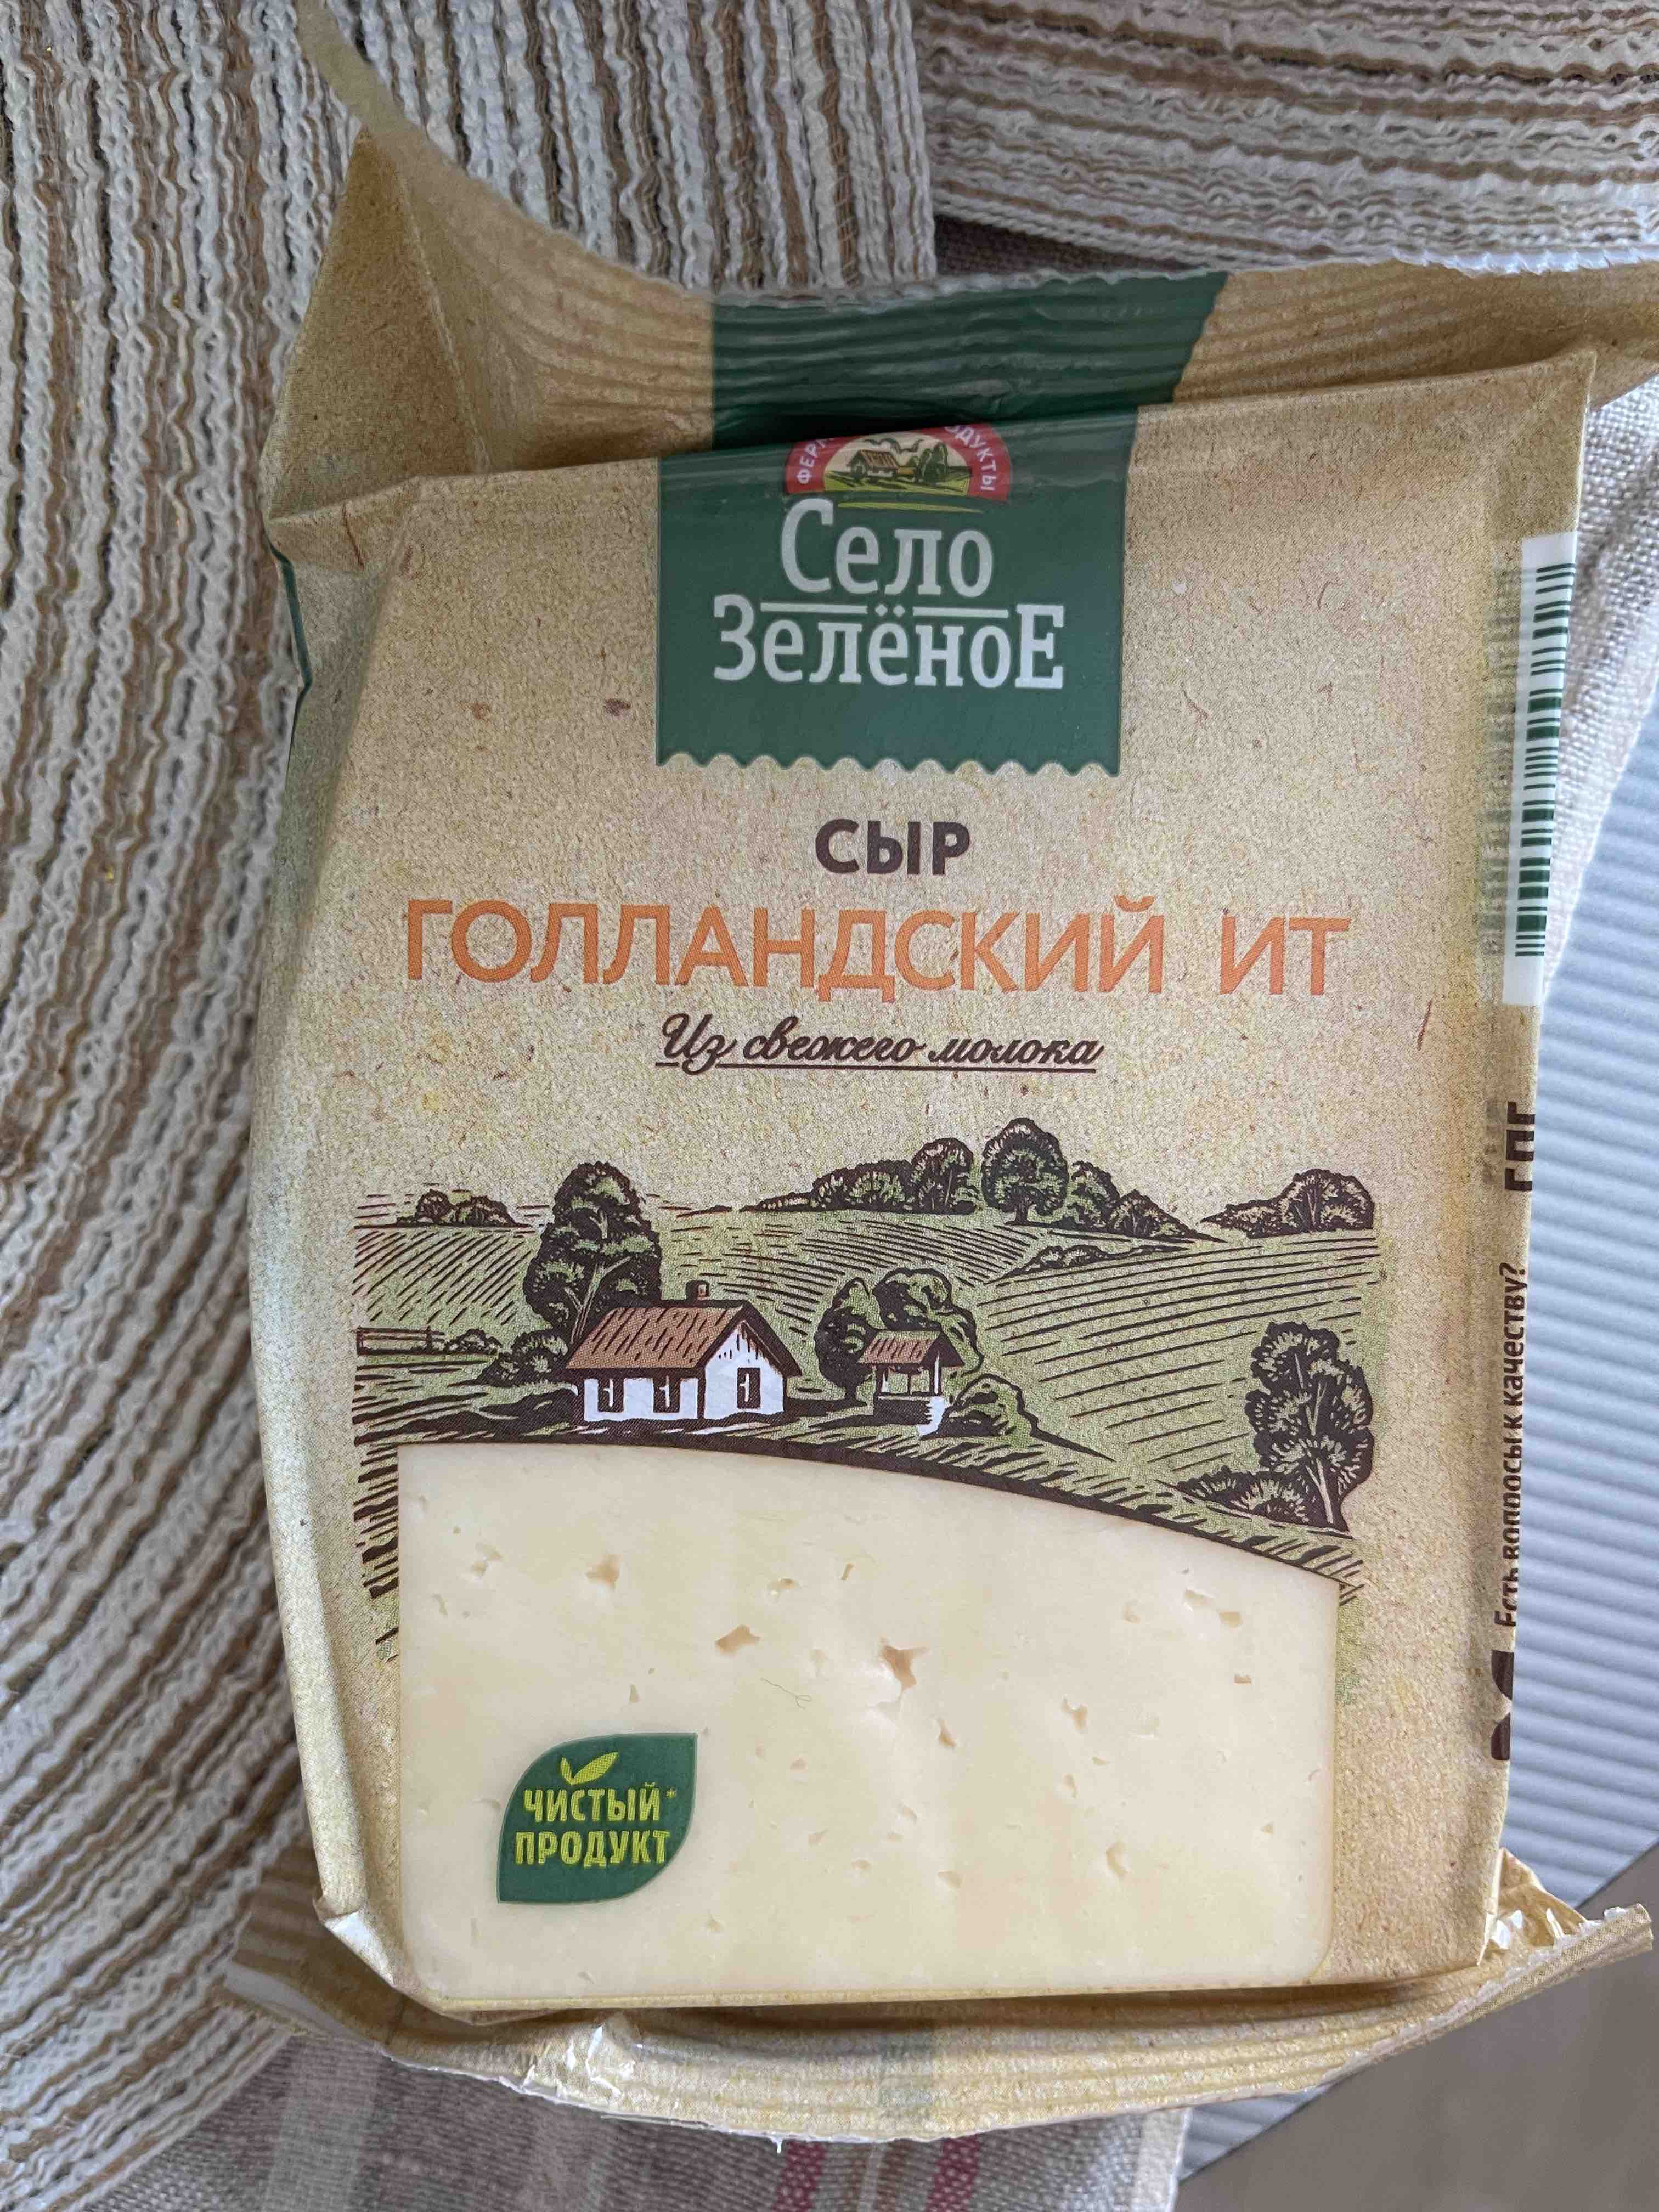 Село
ЗелёноЕ
СЫР
ГОЛЛАНДСКИЙ ИТ
Из свежего молока
ЧИСТЫЙ*
ПРОДУКТ
Есть вопросы к качеству?